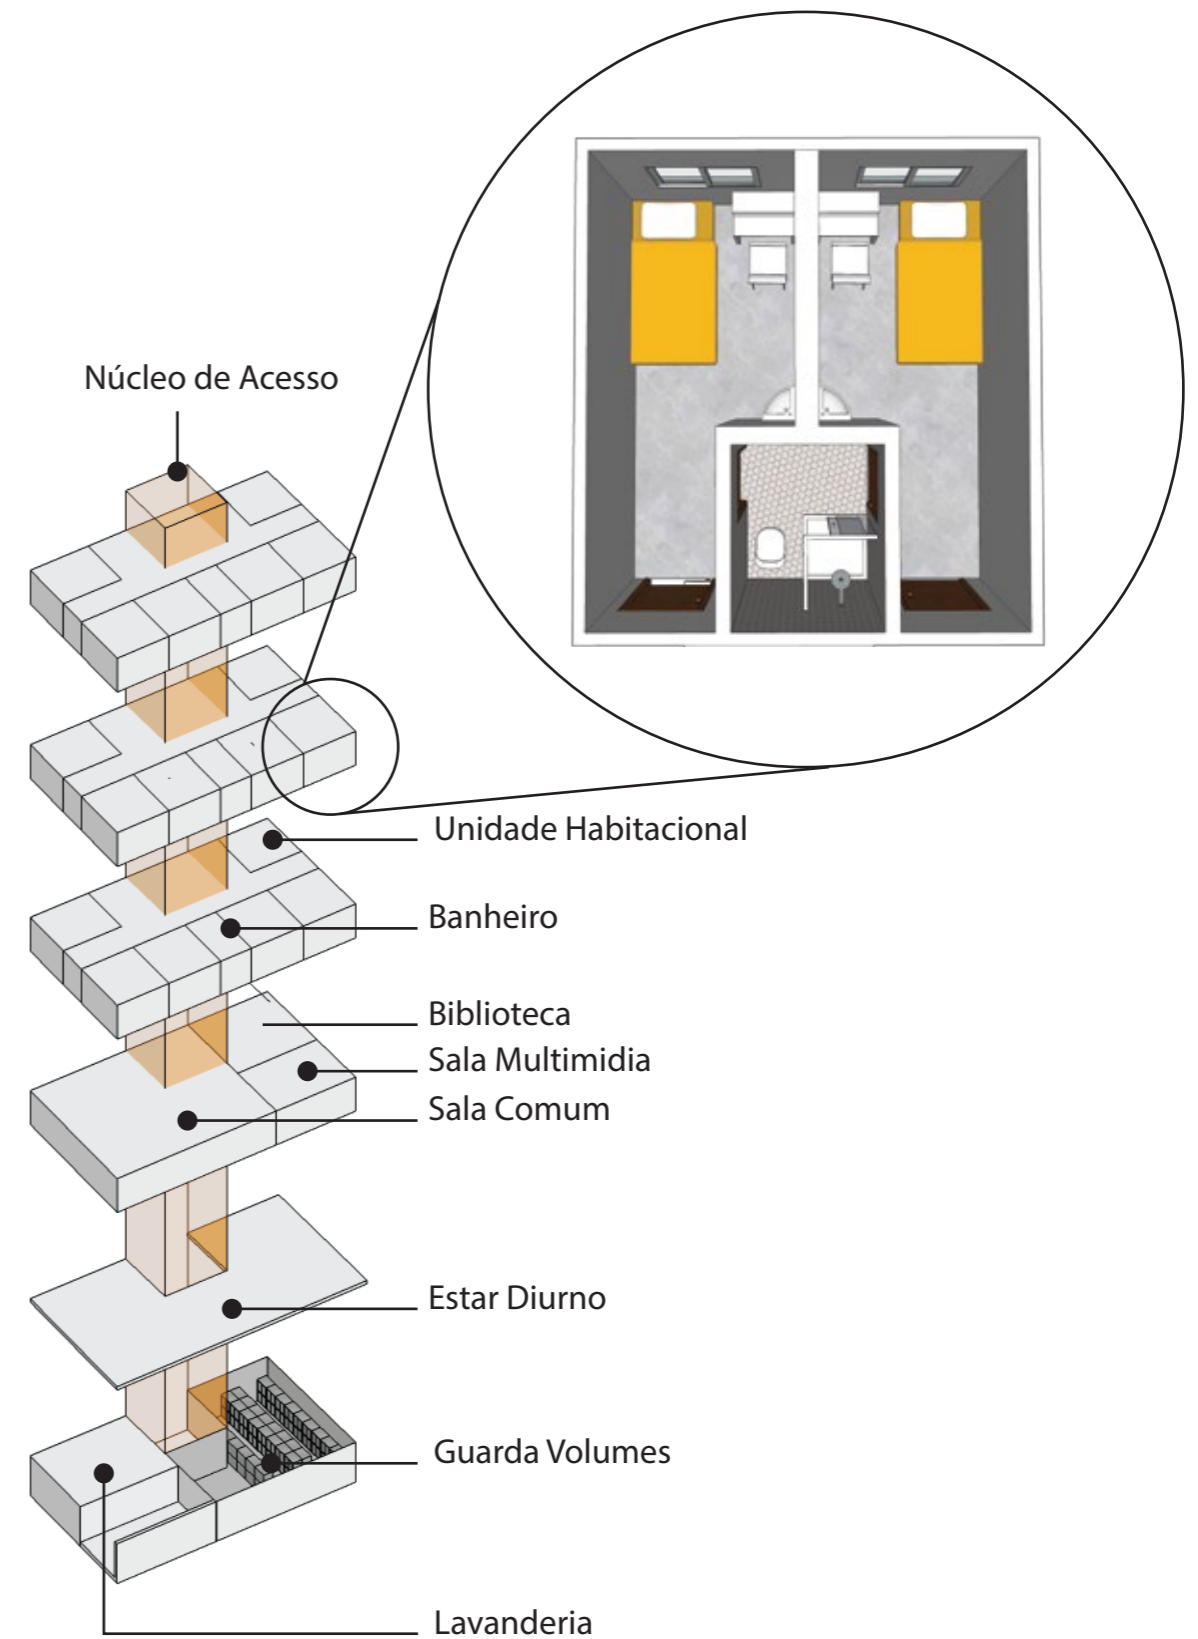 Núcleo de Acesso
Unidade Habitacional
Banheiro
Biblioteca
Sala Multimidia
Sala Comum
Estar Diurno
Guarda Volumes
Lavanderia